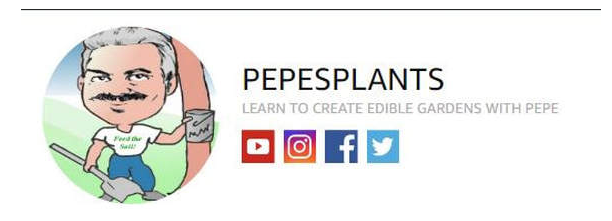 PEPESPLANTS
LEARN TO CREATE EDIBLE GARDENS WITH PEPE
Feed the
Soil!